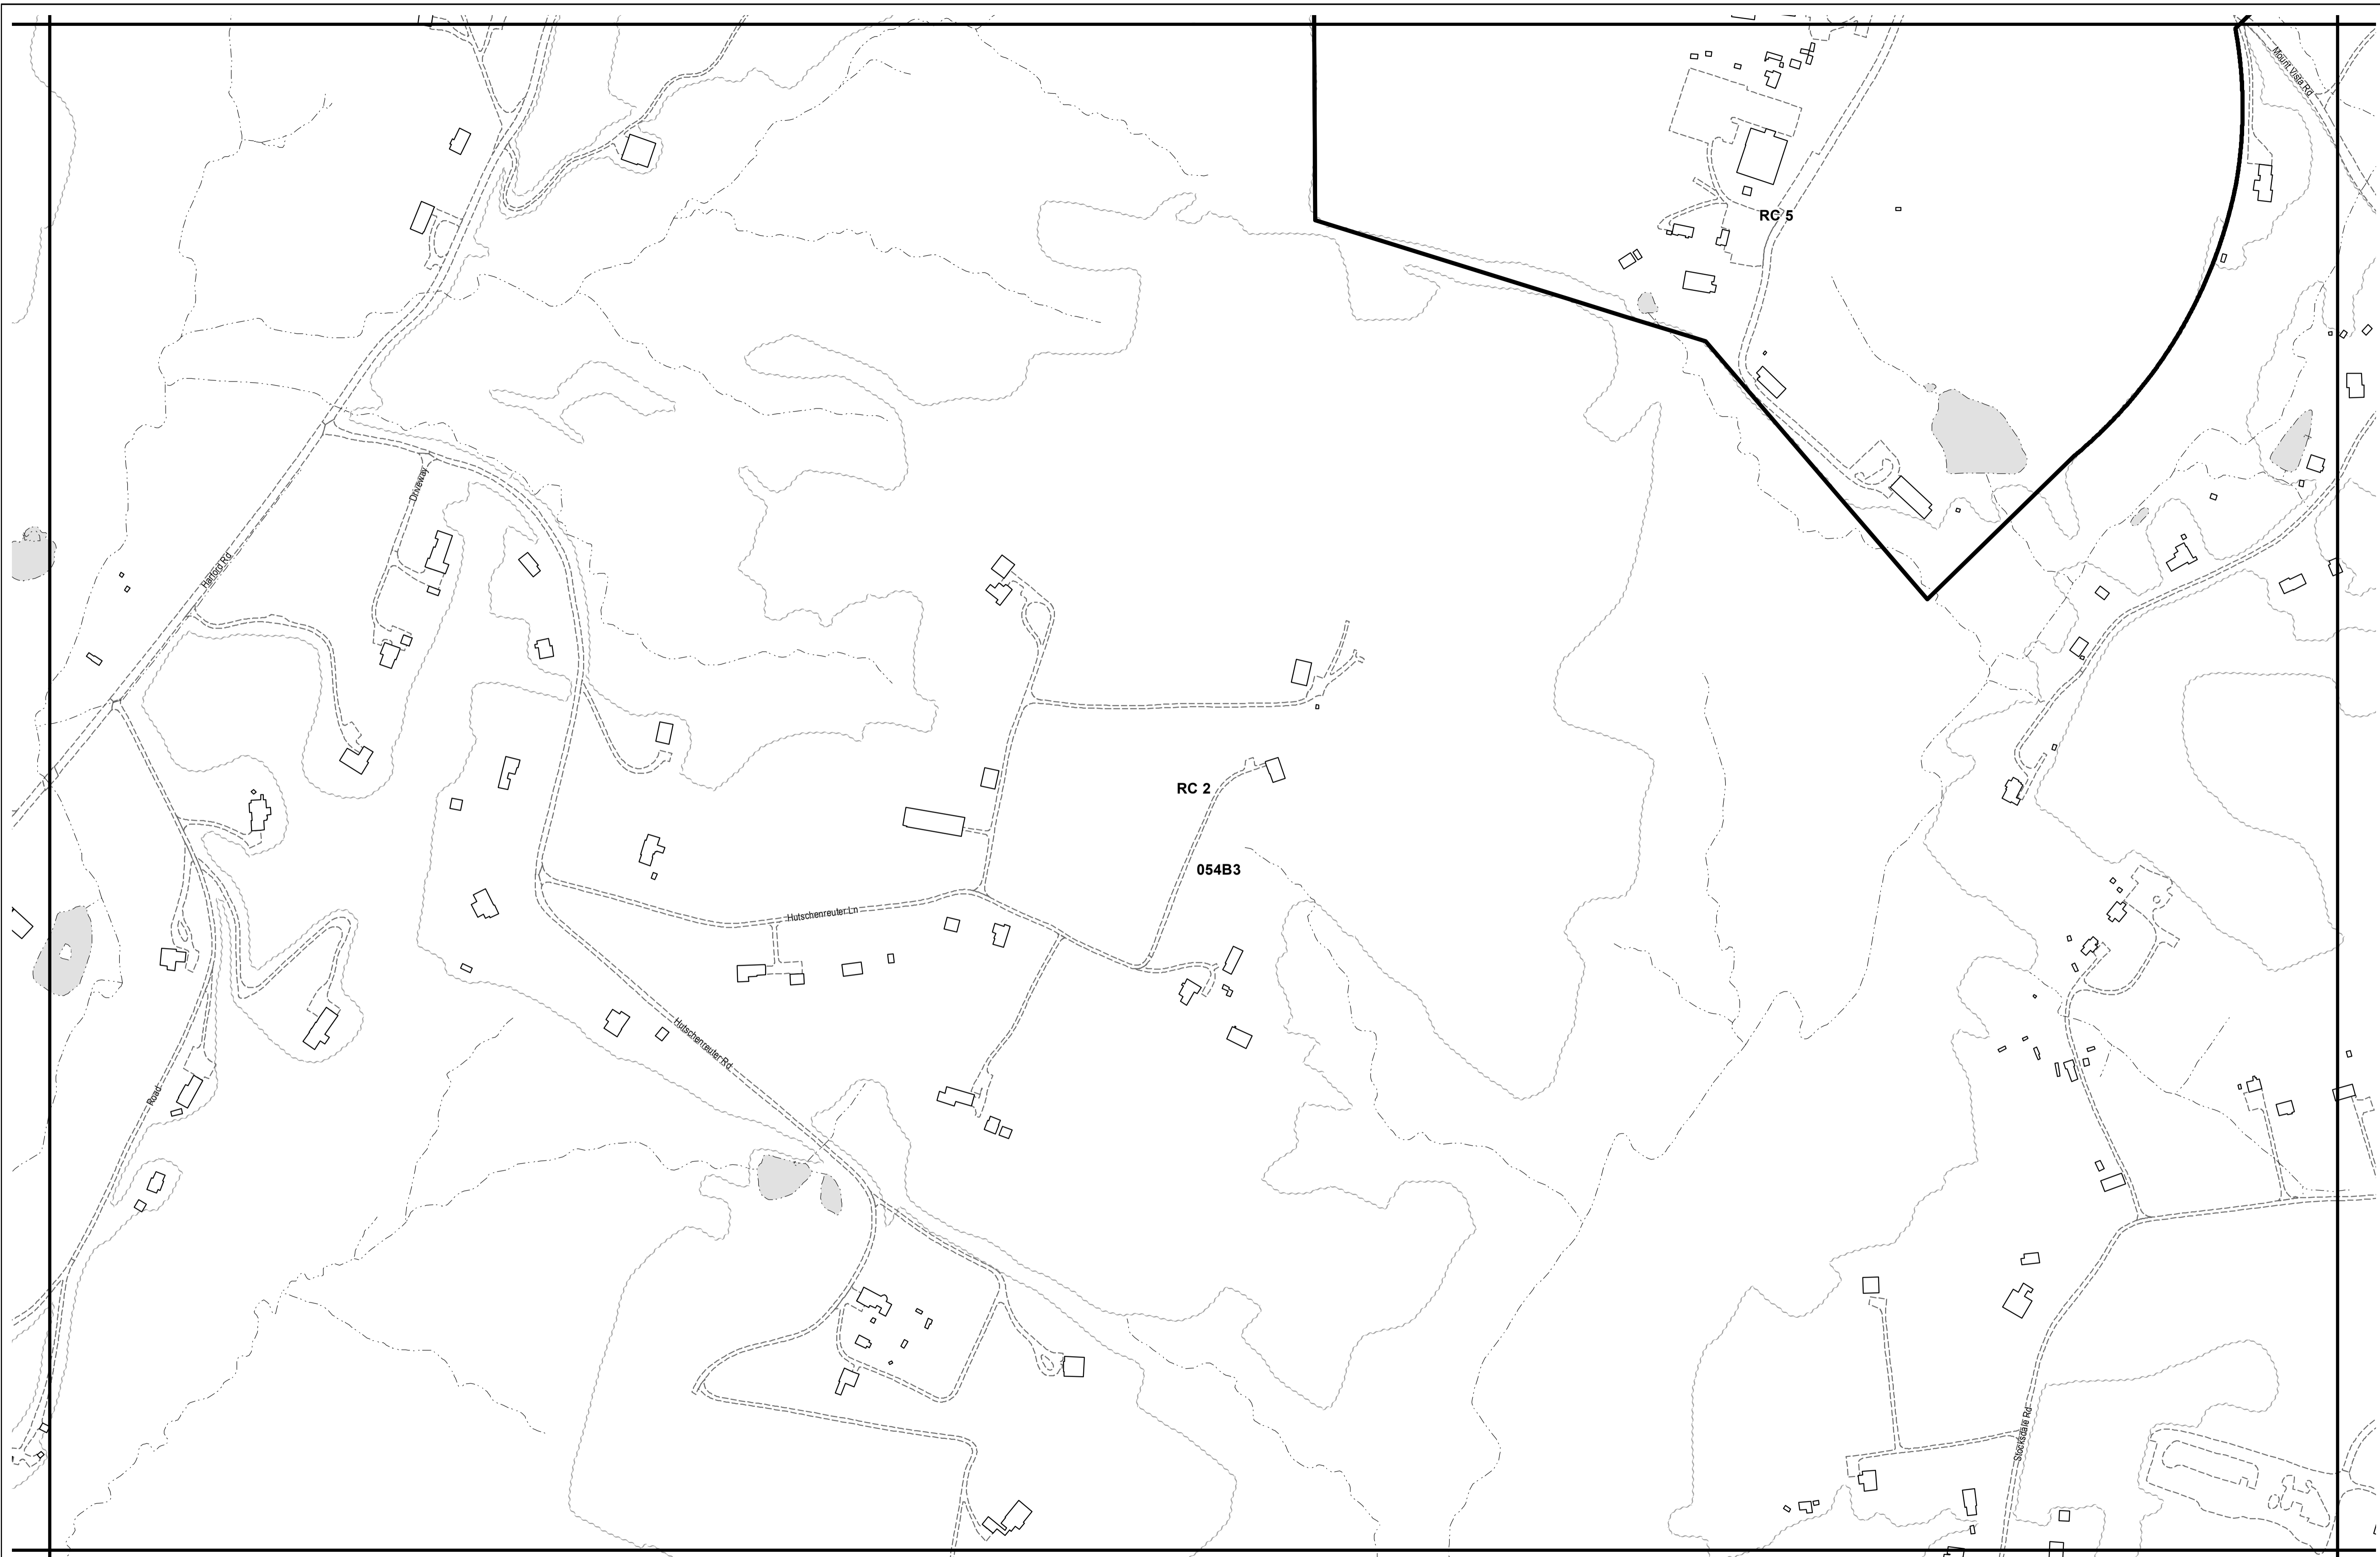 Mount Vista Rd
RC 5
Driveway
Harford Rd
RC 2
054B3
Hutschenreuter Ln
Hutschenreuter Rd
Road
Stocksdale Rd